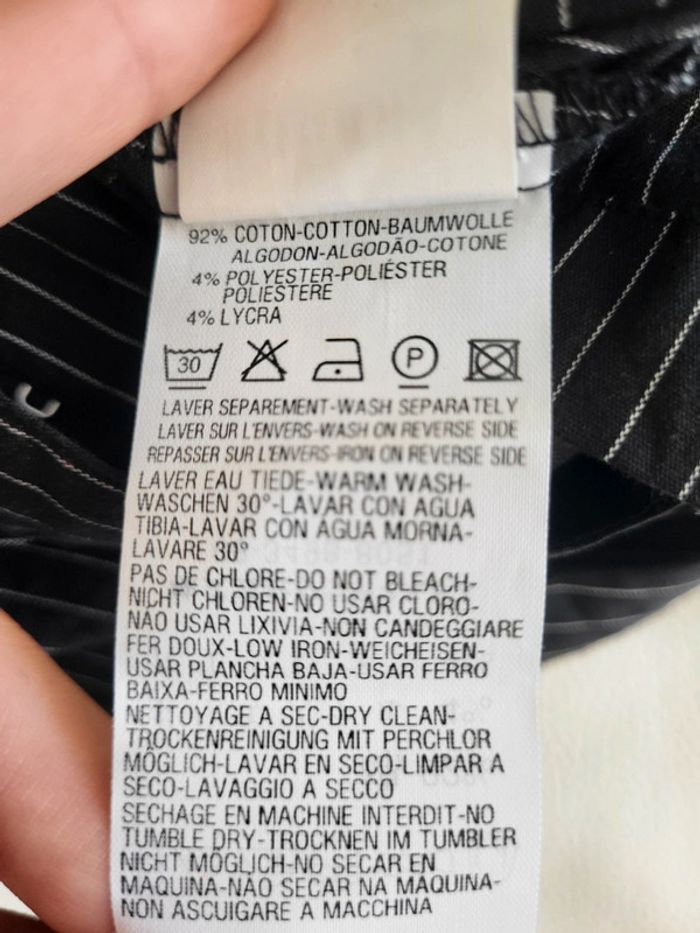 92% COTON-COTTON-BAUMWOLLE
ALGODON-ALGODÃO-COTONE
4% POLYESTER-POLIÉSTER
POLIESTERE
4% LYCRA
30 P
LAVER SEPAREMENT-WASH SEPARATELY
LAVER SUR L'ENVERS-WASH ON REVERSE SIDE
REPASSER SUR L'ENVERS-IRON ON REVERSE SIDE
LAVER EAU TIEDE-WARM WASH-
WASCHEN 30°-LAVAR CON AGUA
TIBIA-LAVAR CON AGUA MORNA-
LAVARE 30°
PAS DE CHLORE-DO NOT BLEACH-
NICHT CHLOREN-NO USAR CLORO-
NÃO USAR LIXIVIA-NON CANDEGGIARE
FER DOUX-LOW IRON-WEICHEISEN-
USAR PLANCHA BAJA-USAR FERRO
BAIXA-FERRO MINIMO
NETTOYAGE A SEC-DRY CLEAN-
TROCKENREINIGUNG MIT PERCHLOR
MÖGLICH-LAVAR EN SECO-LIMPAR A
SECO-LAVAGGIO A SECCO
SECHAGE EN MACHINE INTERDIT-NO
TUMBLE DRY-TROCKNEN IM TUMBLER
NICHT MÖGLICH-NO SECAR EN
MAQUINA-NÃO SECAR NA MÁQUINA-
NON ASCUIGARE A MACCHINA